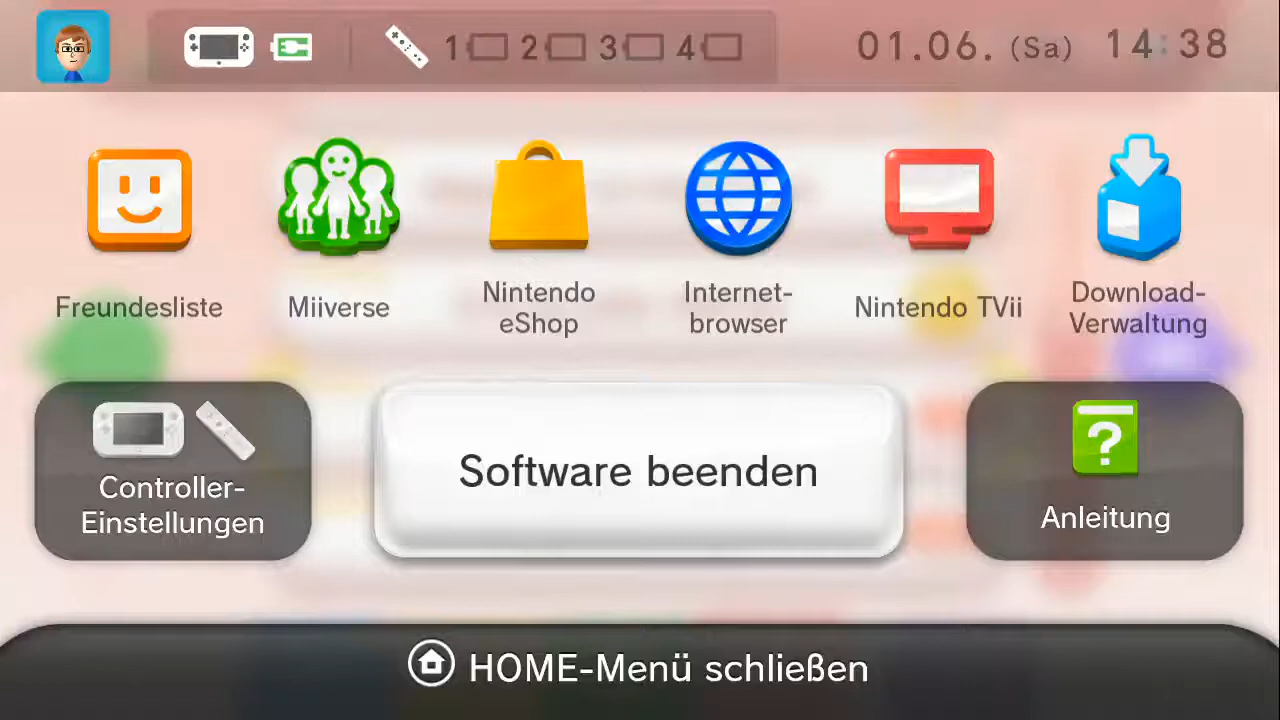 1 2 3 4 01.06. (Sa) 14:38
Freundesliste
Miiverse
Nintendo
eShop
Internet-
browser
Nintendo TVii
Download-
Verwaltung
Controller-
Einstellungen
Software beenden
?
Anleitung
HOME-Menü schließen